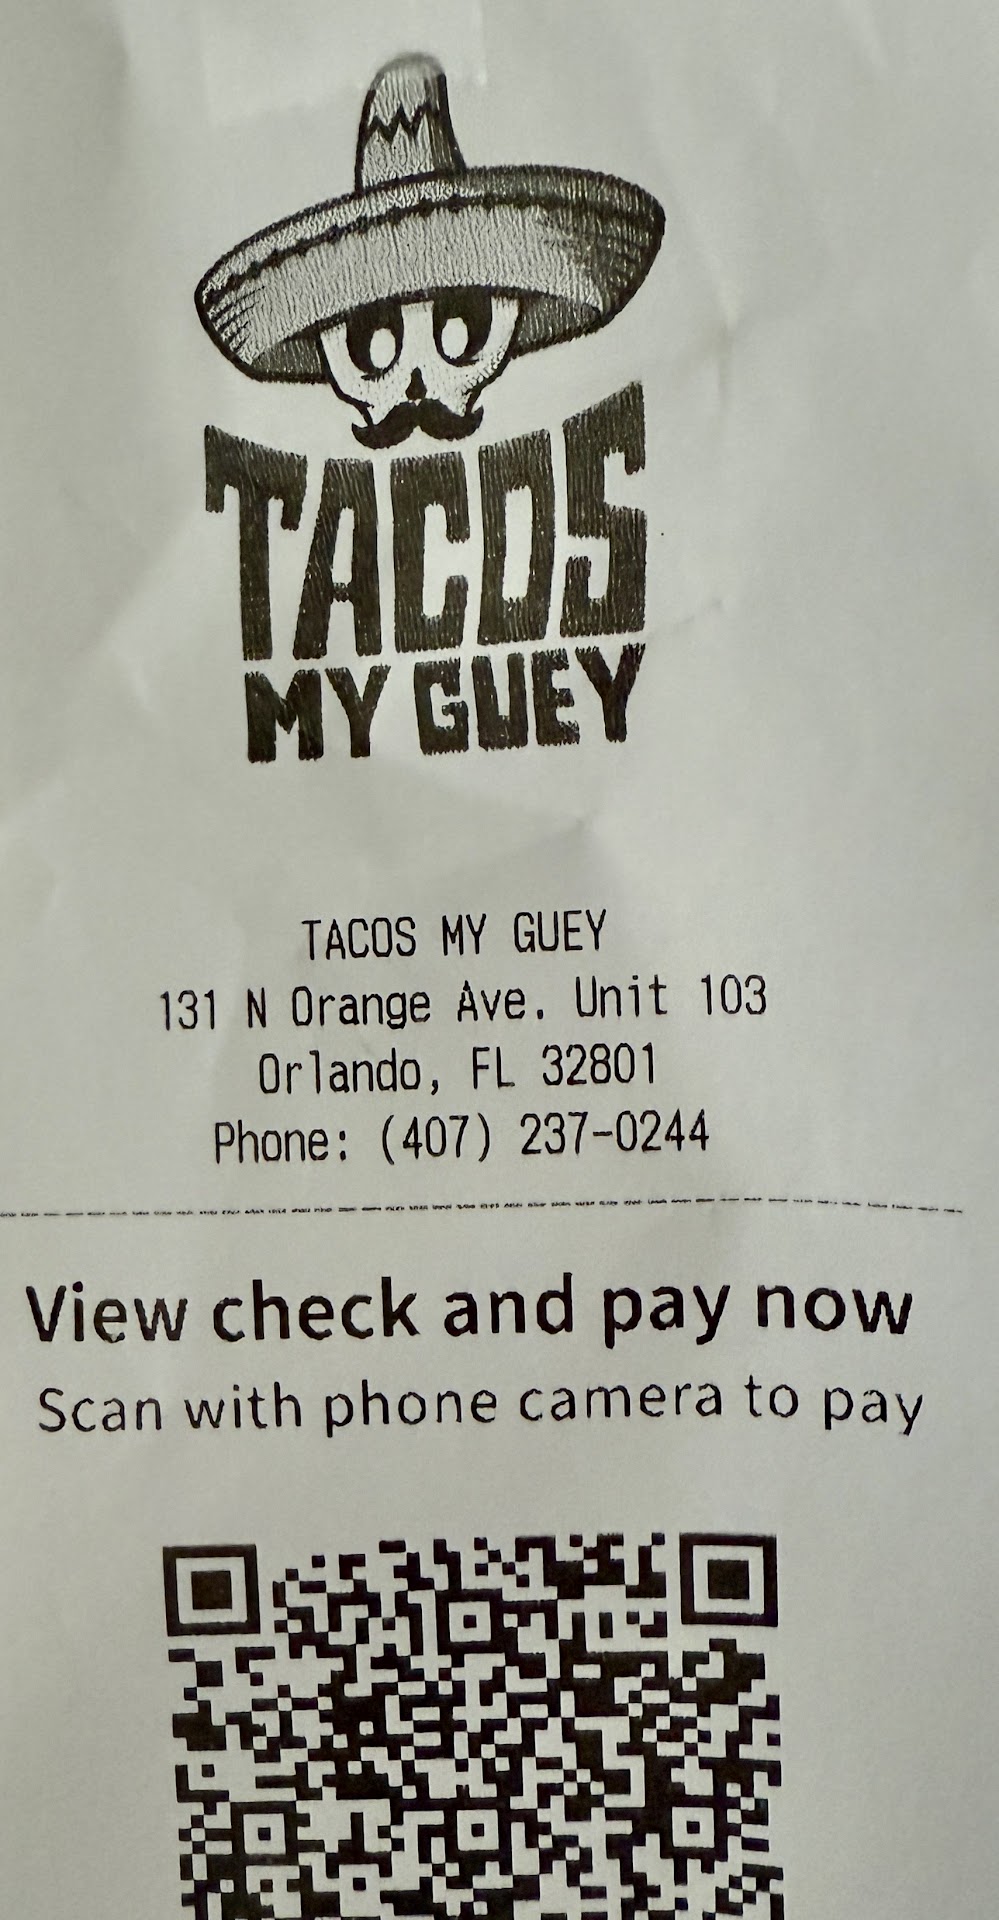 TACOS
MY GUEY
TACOS MY GUEY
131 N Orange Ave. Unit 103
Orlando, FL 32801
Phone: (407) 237-0244
View check and pay now
Scan with phone camera to pay